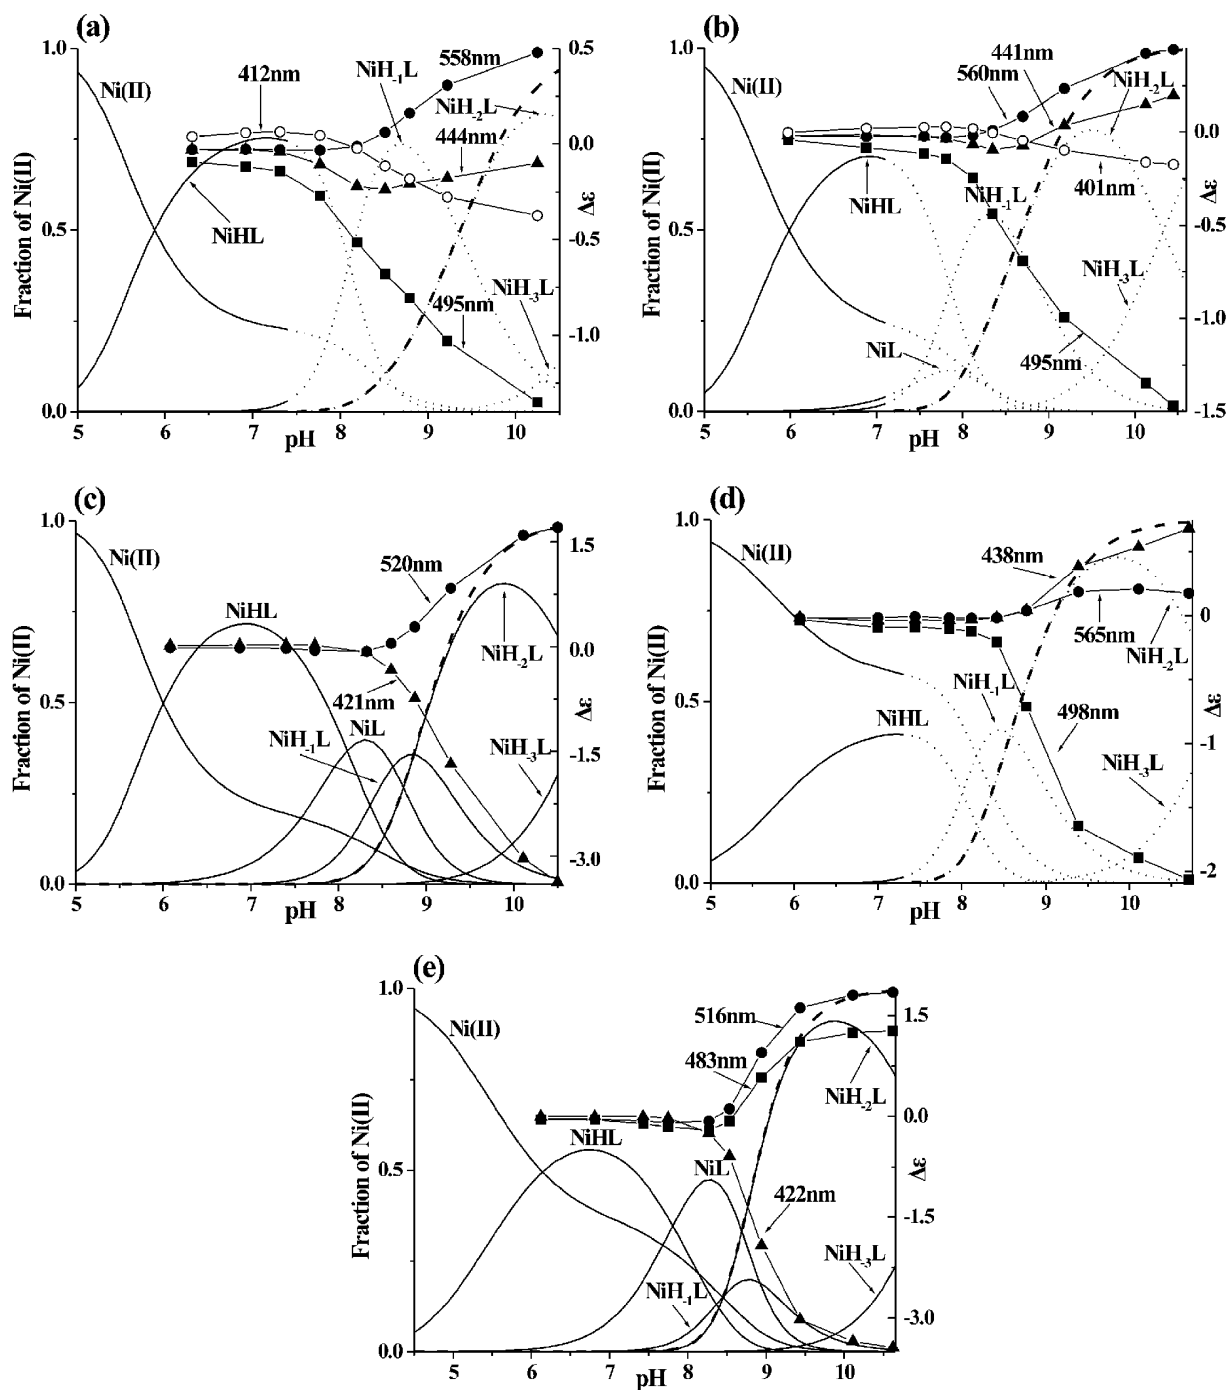 (a)
1.0
0.5
0.0
Fraction of Ni(II)
5 6 7 8 9 10
pH
0.5
0.0
-0.5
-1.0
Δε
Ni(II)
412nm
NiH₋₁L
558nm
NiH₋₂L
444nm
NiHL
NiH₋₃L
495nm
(b)
1.0
0.5
0.0
Fraction of Ni(II)
5 6 7 8 9 10
pH
0.0
-0.5
-1.0
-1.5
Δε
Ni(II)
441nm
560nm
NiH₋₂L
401nm
NiHL
NiH₋₁L
NiH₋₃L
NiL
495nm
(c)
1.0
0.5
0.0
Fraction of Ni(II)
5 6 7 8 9 10
pH
1.5
0.0
-1.5
-3.0
Δε
Ni(II)
520nm
NiHL
NiH₋₂L
421nm
NiL
NiH₋₁L
NiH₋₃L
(d)
1.0
0.5
0.0
Fraction of Ni(II)
5 6 7 8 9 10
pH
0
-1
-2
Δε
Ni(II)
438nm
565nm
NiH₋₂L
NiH₋₁L
NiHL
498nm
NiH₋₃L
(e)
1.0
0.5
0.0
Fraction of Ni(II)
5 6 7 8 9 10
pH
1.5
0.0
-1.5
-3.0
Δε
Ni(II)
516nm
483nm
NiH₋₂L
NiHL
NiL
422nm
NiH₋₃L
NiH₋₁L